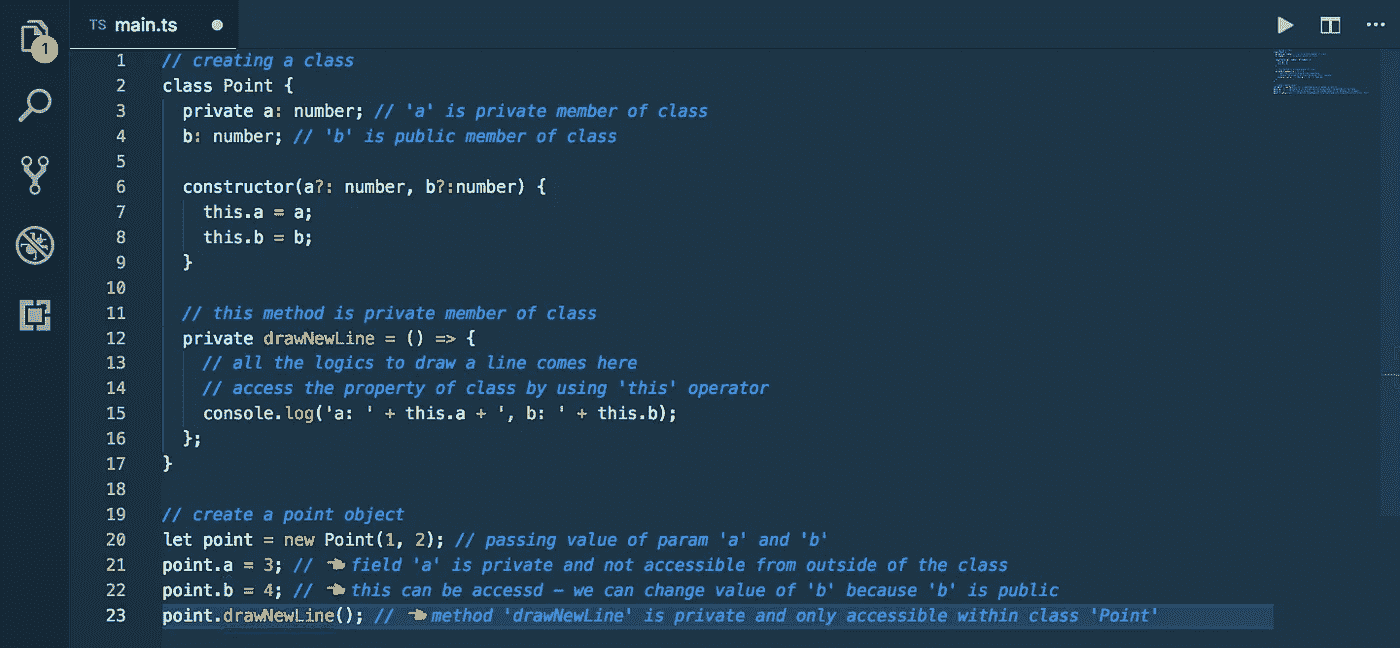 TS main.ts
1
1 // creating a class
2 class Point {
3 private a: number; // 'a' is private member of class
4 b: number; // 'b' is public member of class
5
6 constructor(a?: number, b?:number) {
7 this.a = a;
8 this.b = b;
9 }
10
11 // this method is private member of class
12 private drawNewLine = () => {
13 // all the logics to draw a line comes here
14 // access the property of class by using 'this' operator
15 console.log('a: ' + this.a + ', b: ' + this.b);
16 };
17 }
18
19 // create a point object
20 let point = new Point(1, 2); // passing value of param 'a' and 'b'
21 point.a = 3; // 👈 field 'a' is private and not accessible from outside of the class
22 point.b = 4; // 👈 this can be accessd – we can change value of 'b' because 'b' is public
23 point.drawNewLine(); // 👈 method 'drawNewLine' is private and only accessible within class 'Point'